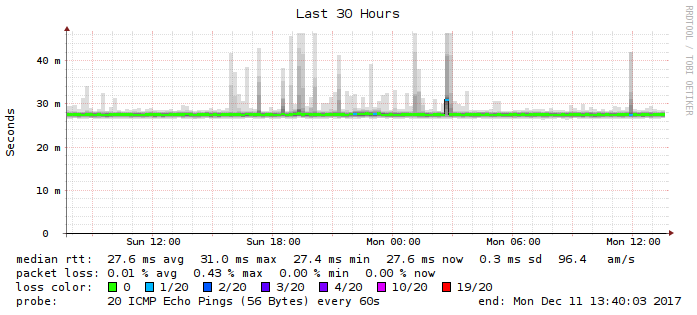 Last 30 Hours
RRDTOOL / TOBI OETIKER
Seconds
40 m
30 m
20 m
10 m
0
Sun 12:00 Sun 18:00 Mon 00:00 Mon 06:00 Mon 12:00
median rtt: 27.6 ms avg 31.0 ms max 27.4 ms min 27.6 ms now 0.3 ms sd 96.4 am/s
packet loss: 0.01 % avg 0.43 % max 0.00 % min 0.00 % now
loss color: 0 1/20 2/20 3/20 4/20 10/20 19/20
probe: 20 ICMP Echo Pings (56 Bytes) every 60s end: Mon Dec 11 13:40:03 2017